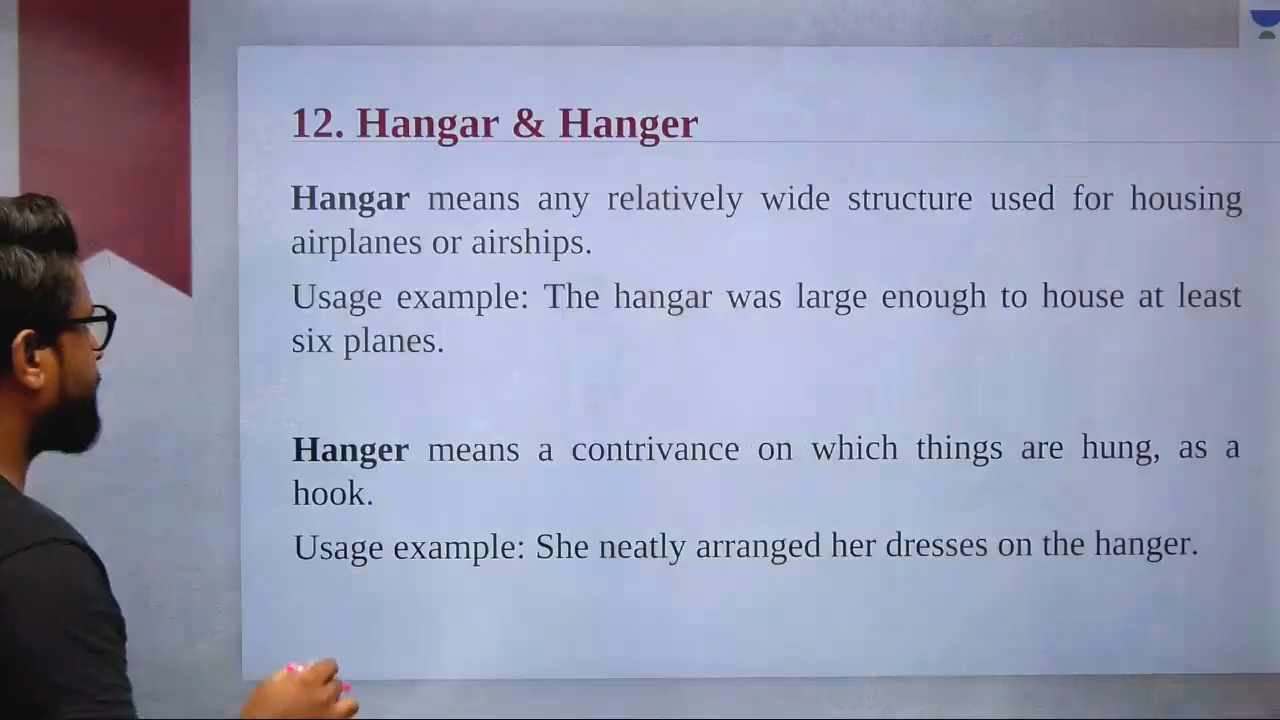 12. Hangar & Hanger
Hangar means any relatively wide structure used for housing
airplanes or airships.
Usage example: The hangar was large enough to house at least
six planes.
Hanger means a contrivance on which things are hung, as a
hook.
Usage example: She neatly arranged her dresses on the hanger.